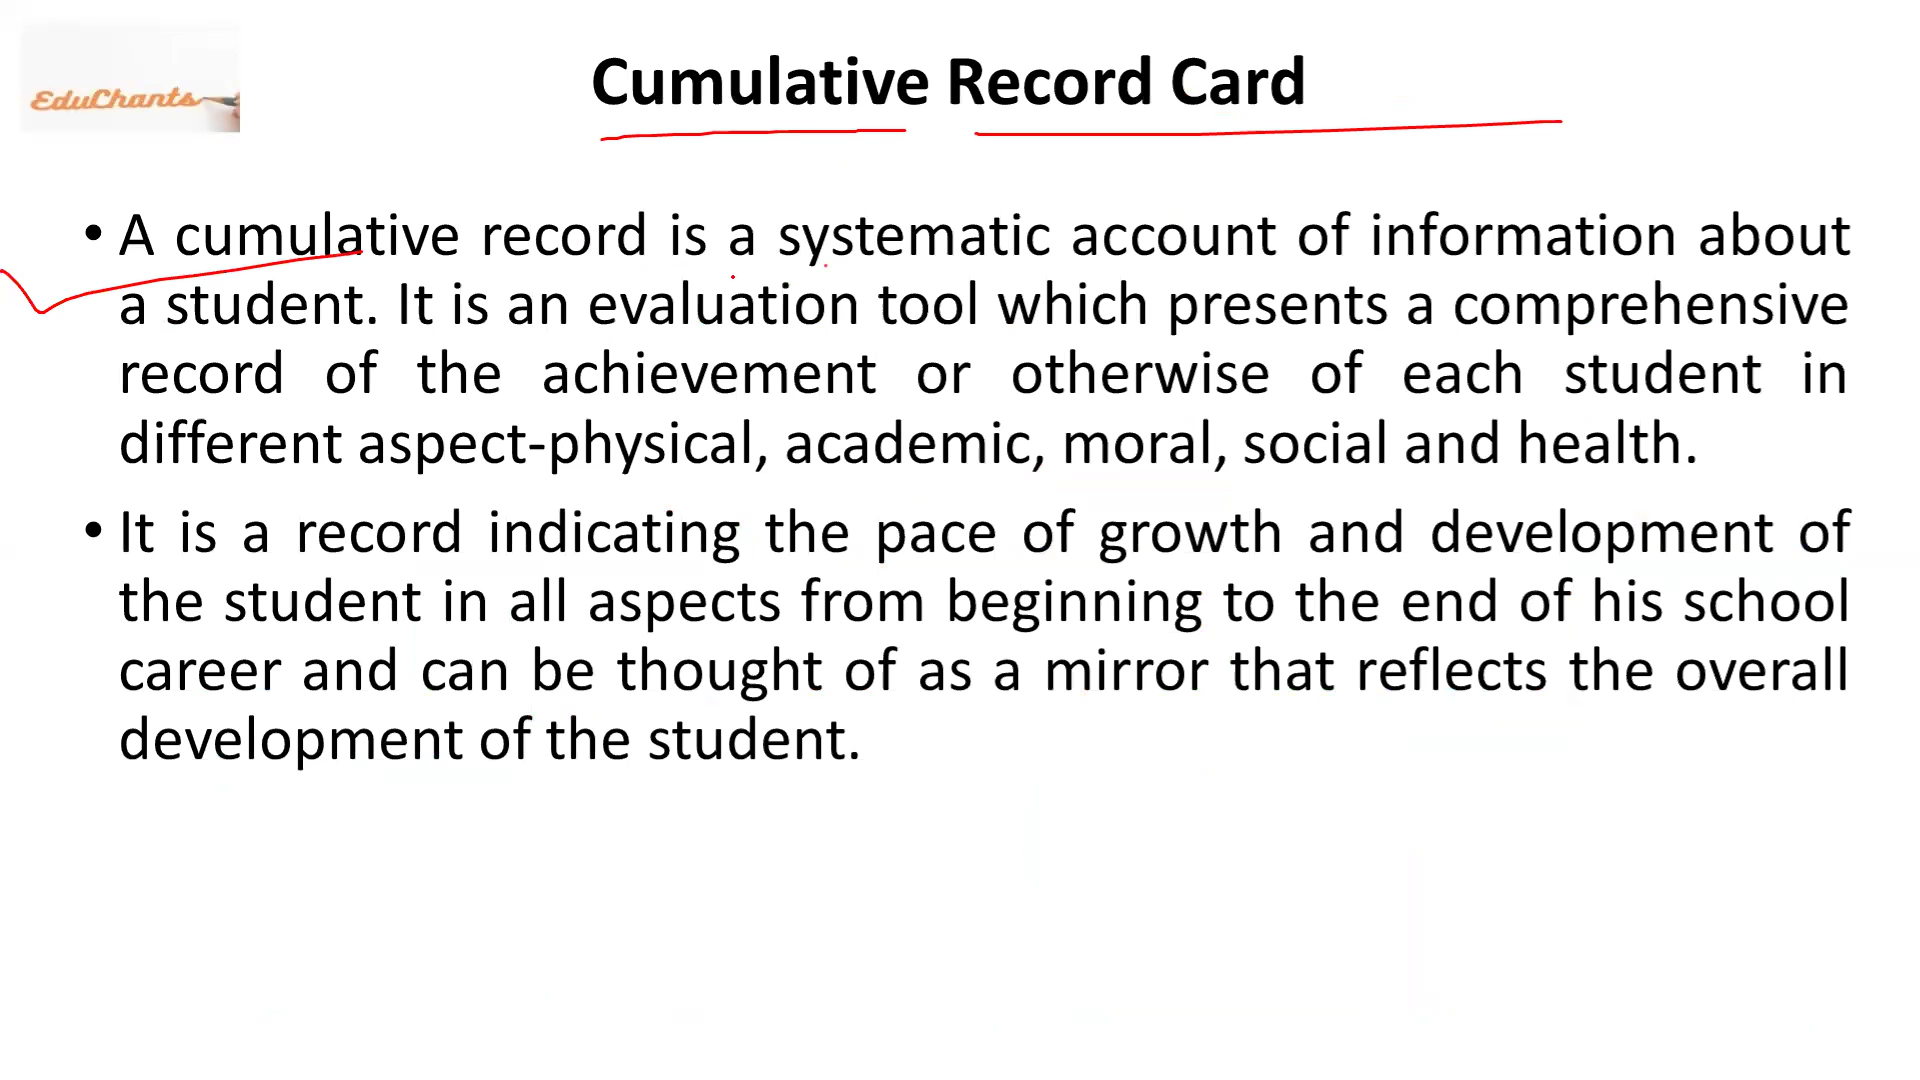 EduChants
Cumulative Record Card
• A cumulative record is a systematic account of information about
a student. It is an evaluation tool which presents a comprehensive
record of the achievement or otherwise of each student in
different aspect-physical, academic, moral, social and health.
• It is a record indicating the pace of growth and development of
the student in all aspects from beginning to the end of his school
career and can be thought of as a mirror that reflects the overall
development of the student.